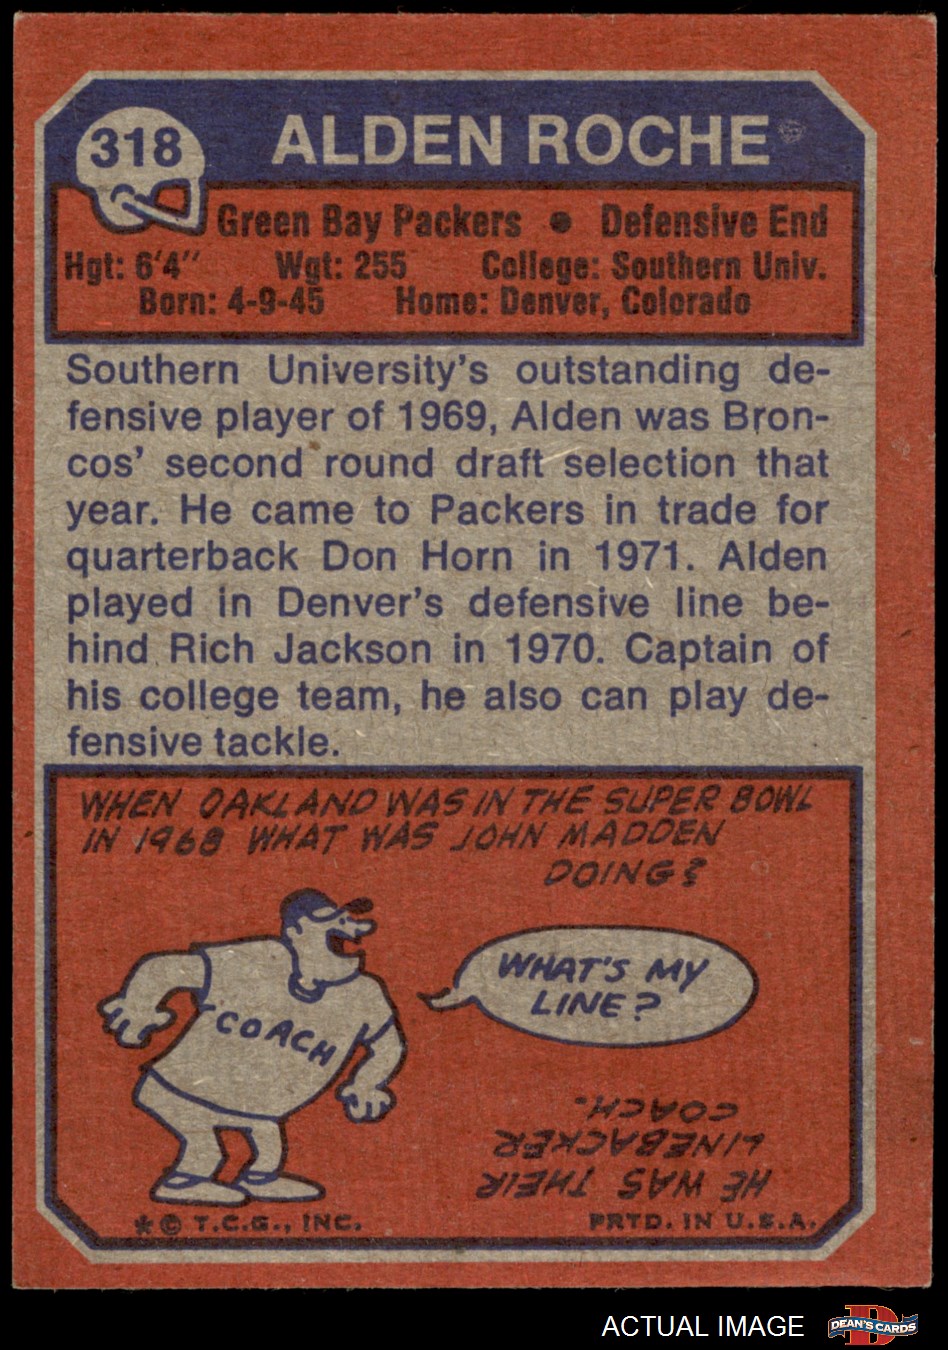 318
ALDEN ROCHE
Green Bay Packers • Defensive End
Hgt: 6'4" Wgt: 255 College: Southern Univ.
Born: 4-9-45 Home: Denver, Colorado
Southern University's outstanding de-
fensive player of 1969, Alden was Bron-
cos' second round draft selection that
year. He came to Packers in trade for
quarterback Don Horn in 1971. Alden
played in Denver's defensive line be-
hind Rich Jackson in 1970. Captain of
his college team, he also can play de-
fensive tackle.
WHEN OAKLAND WAS IN THE SUPER BOWL
IN 1968 WHAT WAS JOHN MADDEN
DOING?
WHAT'S MY
LINE?
COACH
HE WAS THEIR
LINEBACKER
COACH.
* © T.C.G., INC. PRTD. IN U.S.A.
ACTUAL IMAGE
DEAN'S CARDS